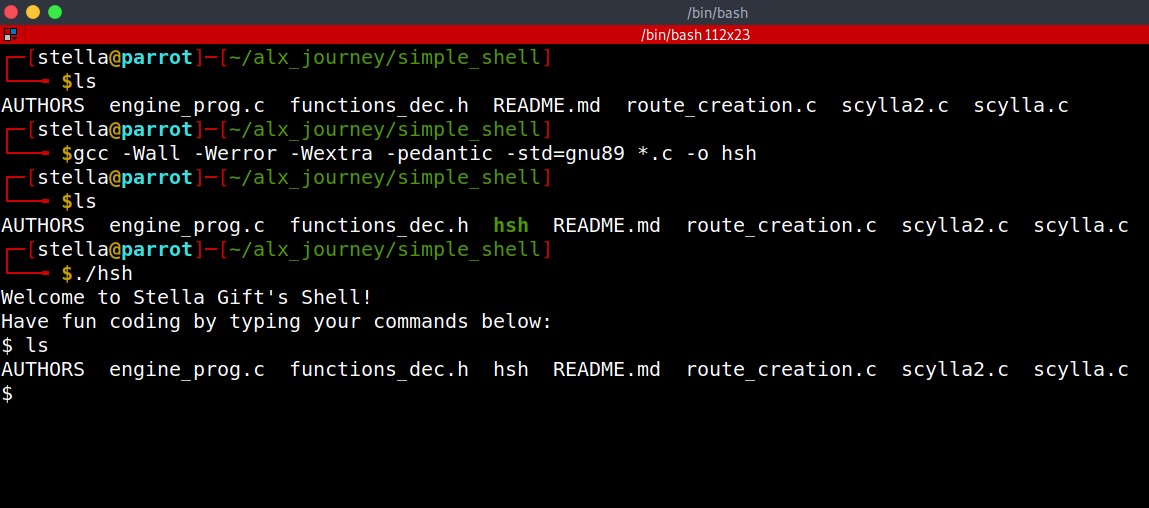 /bin/bash
/bin/bash 112x23
┌─[stella@parrot]─[~/alx_journey/simple_shell]
└──╼ $ls
AUTHORS  engine_prog.c  functions_dec.h  README.md  route_creation.c  scylla2.c  scylla.c
┌─[stella@parrot]─[~/alx_journey/simple_shell]
└──╼ $gcc -Wall -Werror -Wextra -pedantic -std=gnu89 *.c -o hsh
┌─[stella@parrot]─[~/alx_journey/simple_shell]
└──╼ $ls
AUTHORS  engine_prog.c  functions_dec.h  hsh  README.md  route_creation.c  scylla2.c  scylla.c
┌─[stella@parrot]─[~/alx_journey/simple_shell]
└──╼ $./hsh
Welcome to Stella Gift's Shell!
Have fun coding by typing your commands below:
$ ls
AUTHORS  engine_prog.c  functions_dec.h  hsh  README.md  route_creation.c  scylla2.c  scylla.c
$